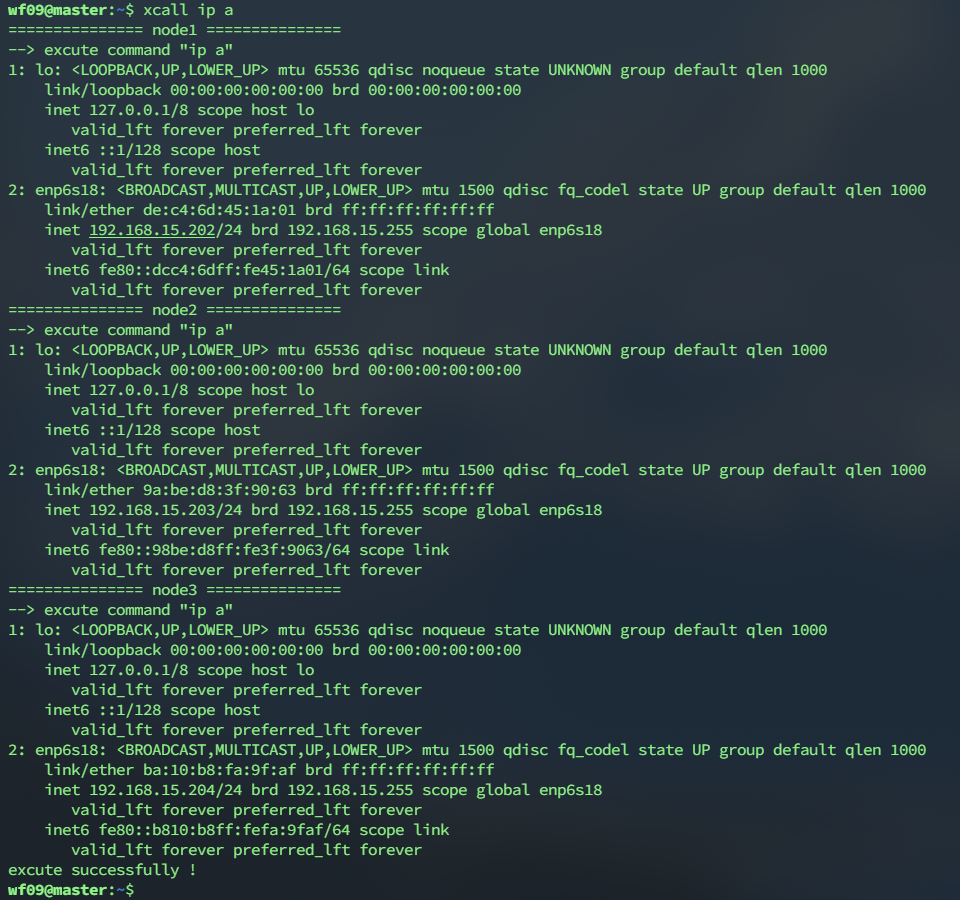 wf09@master:~$ xcall ip a
=============== node1 ===============
--> excute command "ip a"
1: lo: <LOOPBACK,UP,LOWER_UP> mtu 65536 qdisc noqueue state UNKNOWN group default qlen 1000
    link/loopback 00:00:00:00:00:00 brd 00:00:00:00:00:00
    inet 127.0.0.1/8 scope host lo
       valid_lft forever preferred_lft forever
    inet6 ::1/128 scope host
       valid_lft forever preferred_lft forever
2: enp6s18: <BROADCAST,MULTICAST,UP,LOWER_UP> mtu 1500 qdisc fq_codel state UP group default qlen 1000
    link/ether de:c4:6d:45:1a:01 brd ff:ff:ff:ff:ff:ff
    inet 192.168.15.202/24 brd 192.168.15.255 scope global enp6s18
       valid_lft forever preferred_lft forever
    inet6 fe80::dcc4:6dff:fe45:1a01/64 scope link
       valid_lft forever preferred_lft forever
=============== node2 ===============
--> excute command "ip a"
1: lo: <LOOPBACK,UP,LOWER_UP> mtu 65536 qdisc noqueue state UNKNOWN group default qlen 1000
    link/loopback 00:00:00:00:00:00 brd 00:00:00:00:00:00
    inet 127.0.0.1/8 scope host lo
       valid_lft forever preferred_lft forever
    inet6 ::1/128 scope host
       valid_lft forever preferred_lft forever
2: enp6s18: <BROADCAST,MULTICAST,UP,LOWER_UP> mtu 1500 qdisc fq_codel state UP group default qlen 1000
    link/ether 9a:be:d8:3f:90:63 brd ff:ff:ff:ff:ff:ff
    inet 192.168.15.203/24 brd 192.168.15.255 scope global enp6s18
       valid_lft forever preferred_lft forever
    inet6 fe80::98be:d8ff:fe3f:9063/64 scope link
       valid_lft forever preferred_lft forever
=============== node3 ===============
--> excute command "ip a"
1: lo: <LOOPBACK,UP,LOWER_UP> mtu 65536 qdisc noqueue state UNKNOWN group default qlen 1000
    link/loopback 00:00:00:00:00:00 brd 00:00:00:00:00:00
    inet 127.0.0.1/8 scope host lo
       valid_lft forever preferred_lft forever
    inet6 ::1/128 scope host
       valid_lft forever preferred_lft forever
2: enp6s18: <BROADCAST,MULTICAST,UP,LOWER_UP> mtu 1500 qdisc fq_codel state UP group default qlen 1000
    link/ether ba:10:b8:fa:9f:af brd ff:ff:ff:ff:ff:ff
    inet 192.168.15.204/24 brd 192.168.15.255 scope global enp6s18
       valid_lft forever preferred_lft forever
    inet6 fe80::b810:b8ff:fefa:9faf/64 scope link
       valid_lft forever preferred_lft forever
excute successfully !
wf09@master:~$